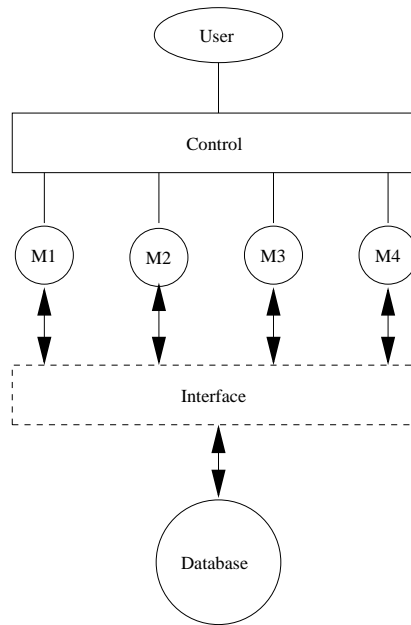 User
Control
M1
M2
M3
M4
Interface
Database